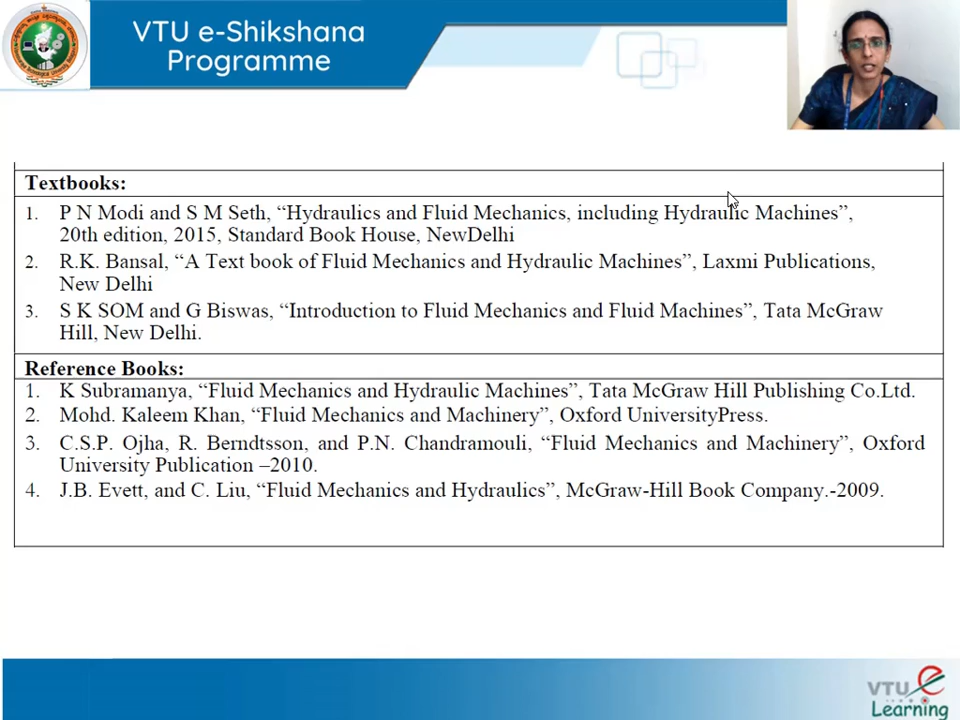 VTU e-Shikshana
Programme
Textbooks:
1. P N Modi and S M Seth, “Hydraulics and Fluid Mechanics, including Hydraulic Machines”,
20th edition, 2015, Standard Book House, NewDelhi
2. R.K. Bansal, “A Text book of Fluid Mechanics and Hydraulic Machines”, Laxmi Publications,
New Delhi
3. S K SOM and G Biswas, “Introduction to Fluid Mechanics and Fluid Machines”, Tata McGraw
Hill, New Delhi.
Reference Books:
1. K Subramanya, “Fluid Mechanics and Hydraulic Machines”, Tata McGraw Hill Publishing Co.Ltd.
2. Mohd. Kaleem Khan, “Fluid Mechanics and Machinery”, Oxford UniversityPress.
3. C.S.P. Ojha, R. Berndtsson, and P.N. Chandramouli, “Fluid Mechanics and Machinery”, Oxford
University Publication –2010.
4. J.B. Evett, and C. Liu, “Fluid Mechanics and Hydraulics”, McGraw-Hill Book Company.-2009.
VTU e
Learning